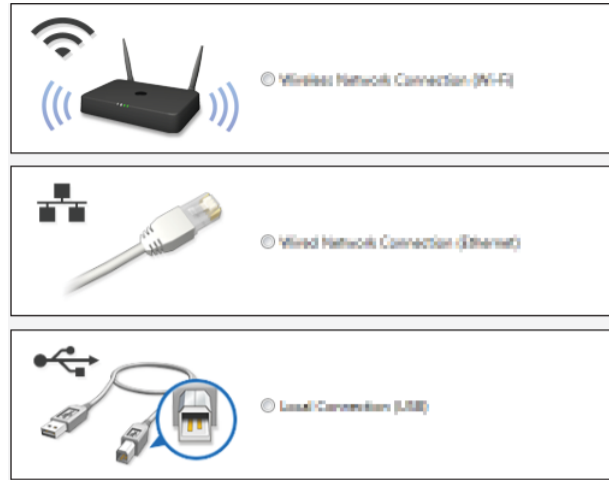 Wireless Network Connection (Wi-Fi)
Wired Network Connection (Ethernet)
Local Connection (USB)